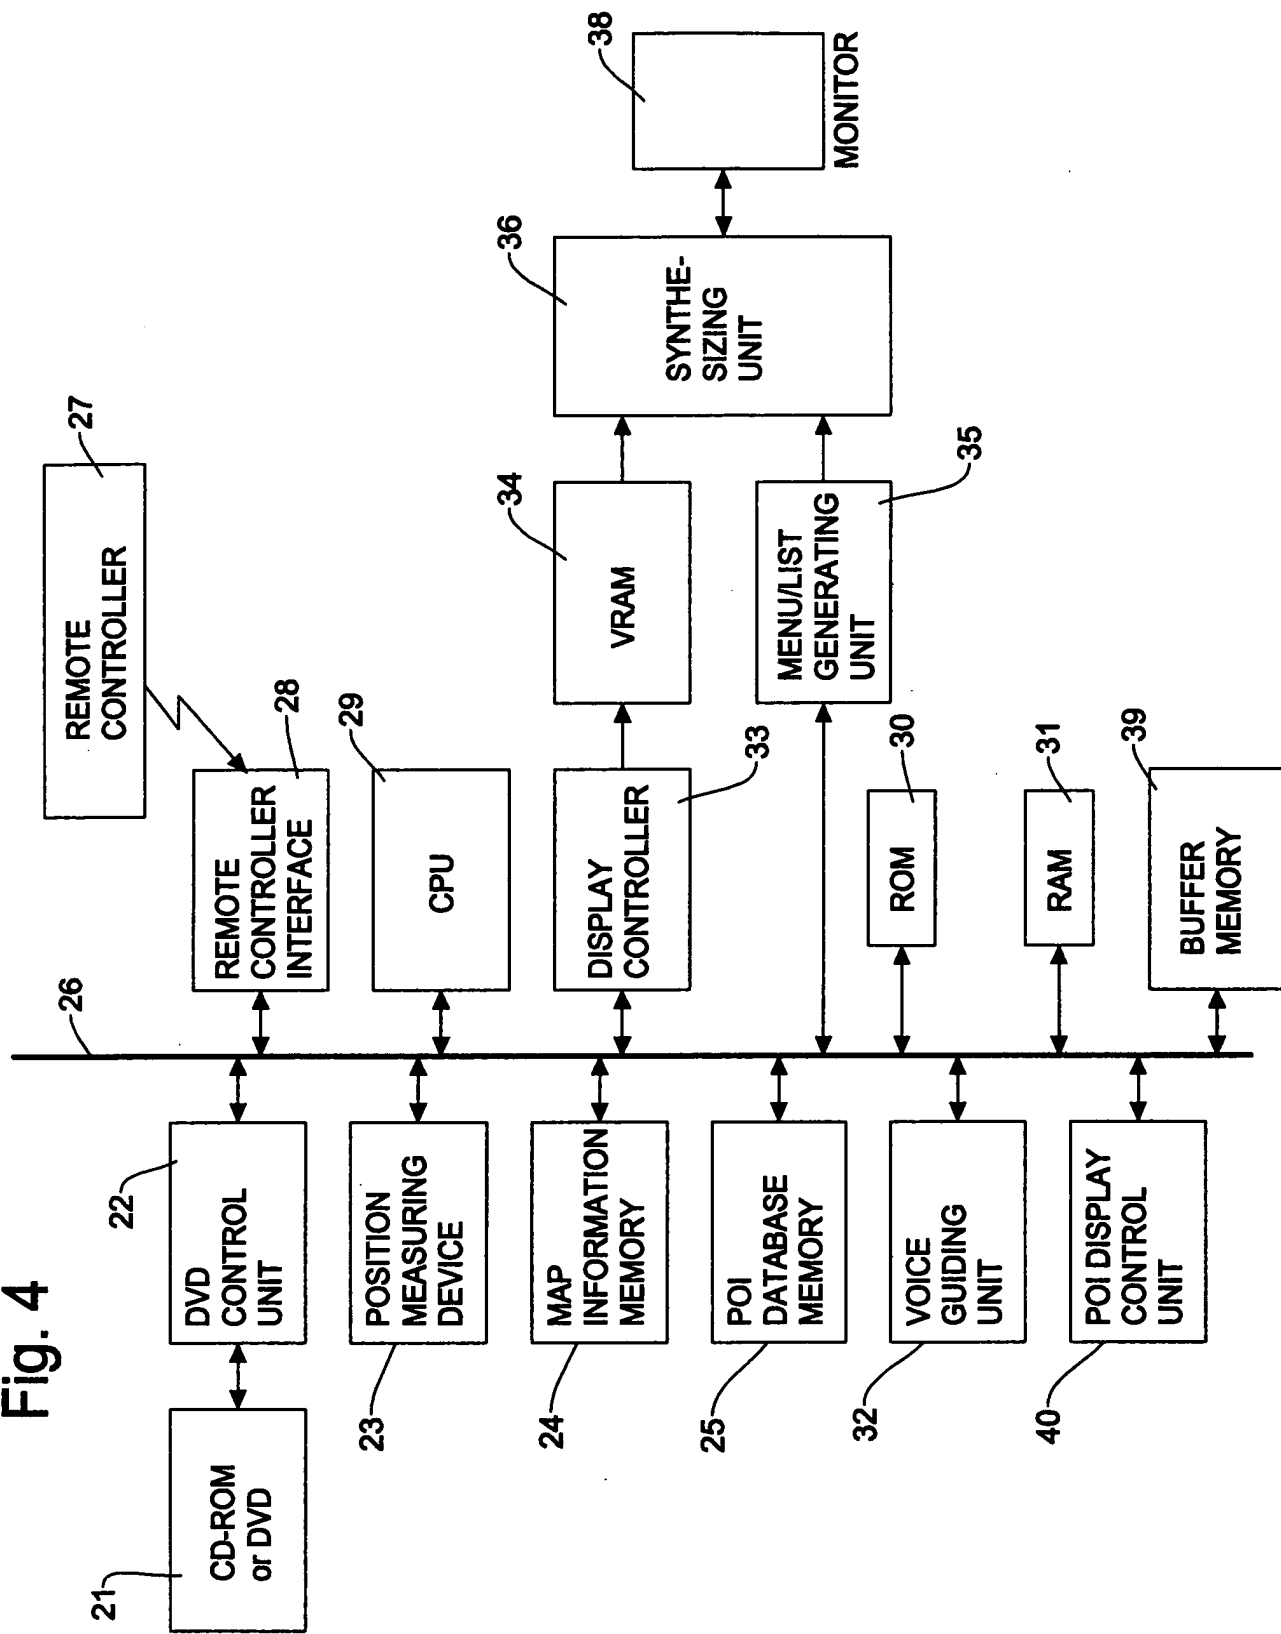 Fig. 4
21
CD-ROM
or DVD
22
DVD
CONTROL
UNIT
23
POSITION
MEASURING
DEVICE
24
MAP
INFORMATION
MEMORY
25
POI
DATABASE
MEMORY
32
VOICE
GUIDING
UNIT
40
POI DISPLAY
CONTROL
UNIT
26
27
REMOTE
CONTROLLER
28
REMOTE
CONTROLLER
INTERFACE
29
CPU
33
DISPLAY
CONTROLLER
34
VRAM
35
MENU/LIST
GENERATING
UNIT
36
SYNTHE-
SIZING
UNIT
38
MONITOR
30
ROM
31
RAM
39
BUFFER
MEMORY